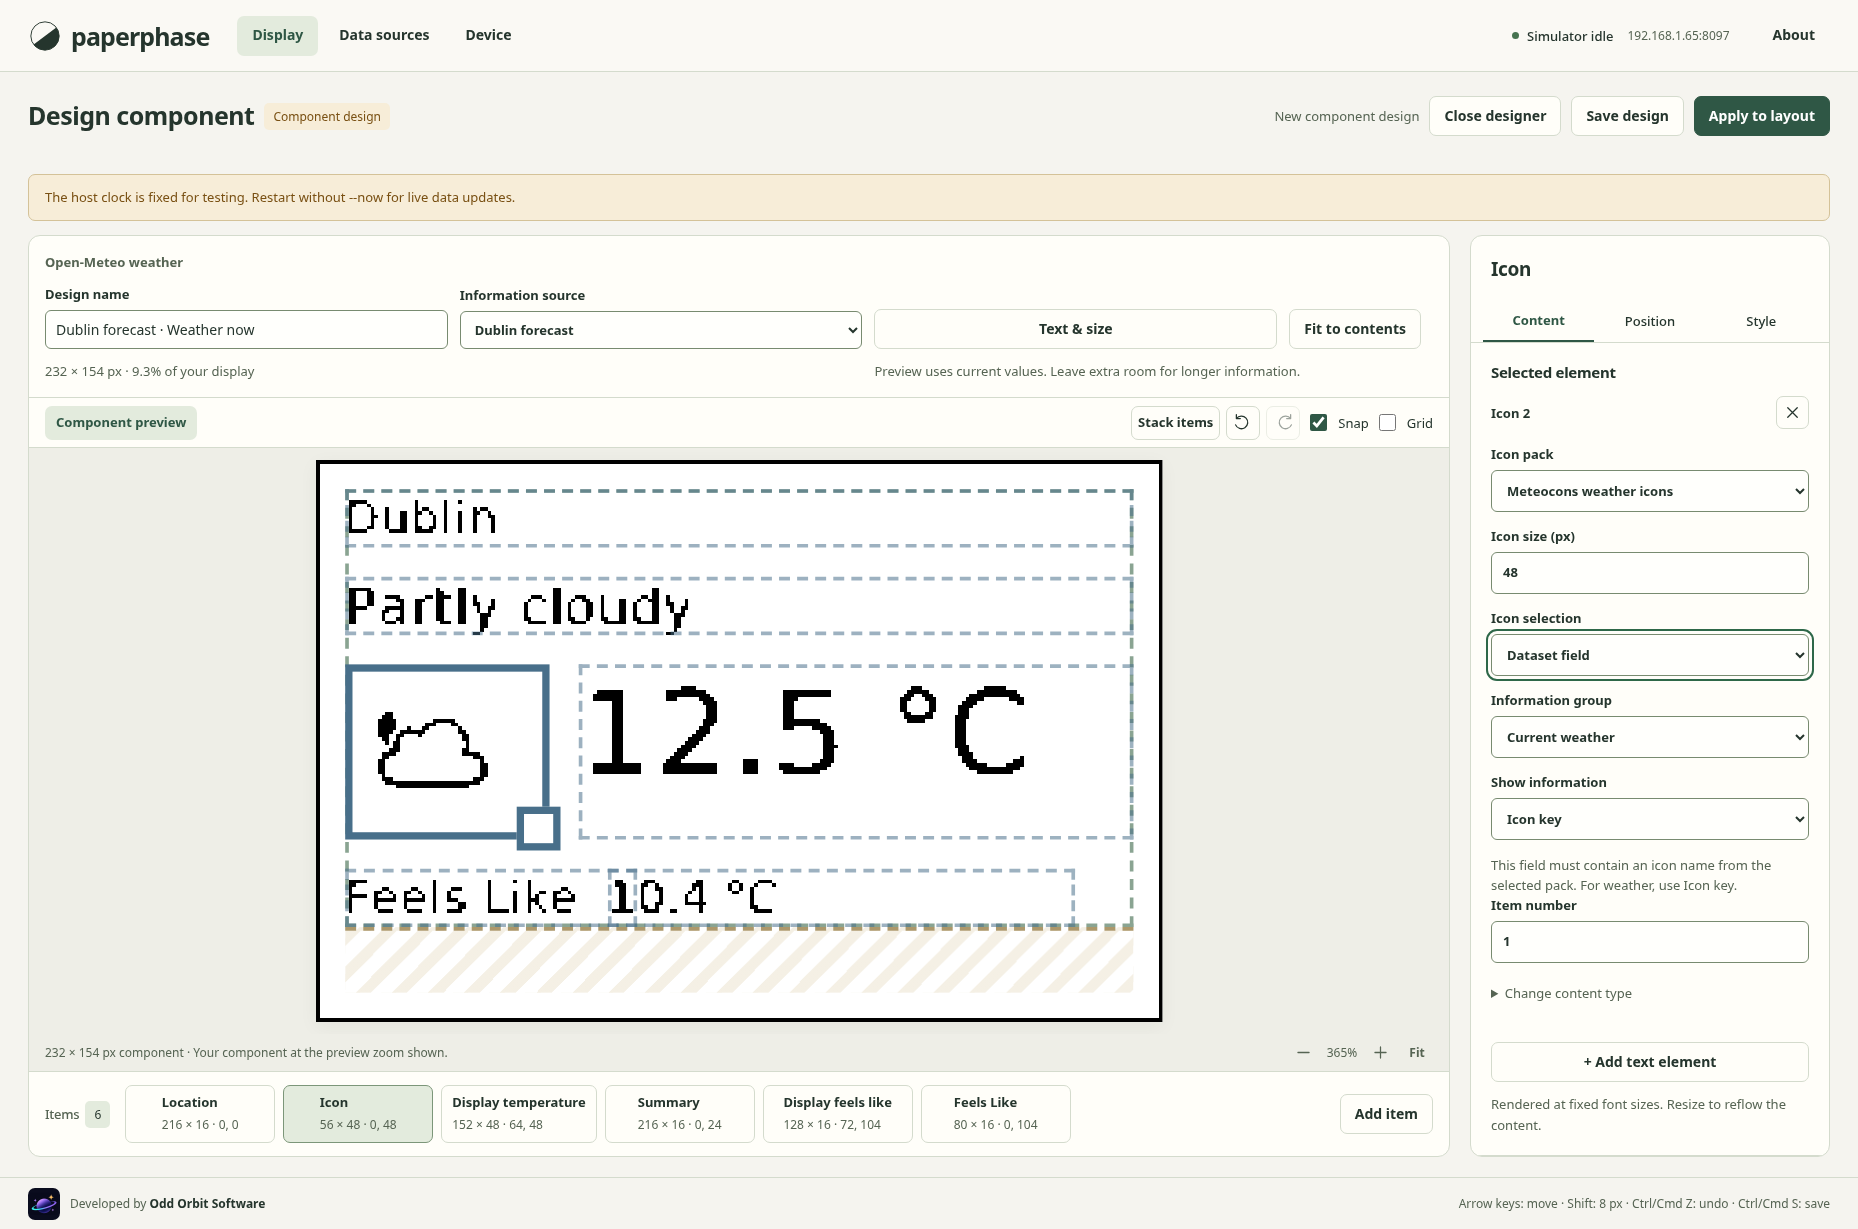 paperphase
Display
Data sources
Device
Simulator idle
192.168.1.65:8097
About
Design component
Component design
New component design
Close designer
Save design
Apply to layout
The host clock is fixed for testing. Restart without --now for live data updates.
Open-Meteo weather
Design name
Information source
Dublin forecast · Weather now
Dublin forecast
Text & size
Fit to contents
232 × 154 px · 9.3% of your display
Preview uses current values. Leave extra room for longer information.
Component preview
Stack items
Snap
Grid
Dublin
Partly cloudy
12.5 °C
Feels Like 10.4 °C
232 × 154 px component · Your component at the preview zoom shown.
365%
Fit
Items 6
Location
216 × 16 · 0, 0
Icon
56 × 48 · 0, 48
Display temperature
152 × 48 · 64, 48
Summary
216 × 16 · 0, 24
Display feels like
128 × 16 · 72, 104
Feels Like
80 × 16 · 0, 104
Add item
Icon
Content
Position
Style
Selected element
Icon 2
Icon pack
Meteocons weather icons
Icon size (px)
48
Icon selection
Dataset field
Information group
Current weather
Show information
Icon key
This field must contain an icon name from the
selected pack. For weather, use Icon key.
Item number
1
Change content type
+ Add text element
Rendered at fixed font sizes. Resize to reflow the
content.
Developed by Odd Orbit Software
Arrow keys: move · Shift: 8 px · Ctrl/Cmd Z: undo · Ctrl/Cmd S: save